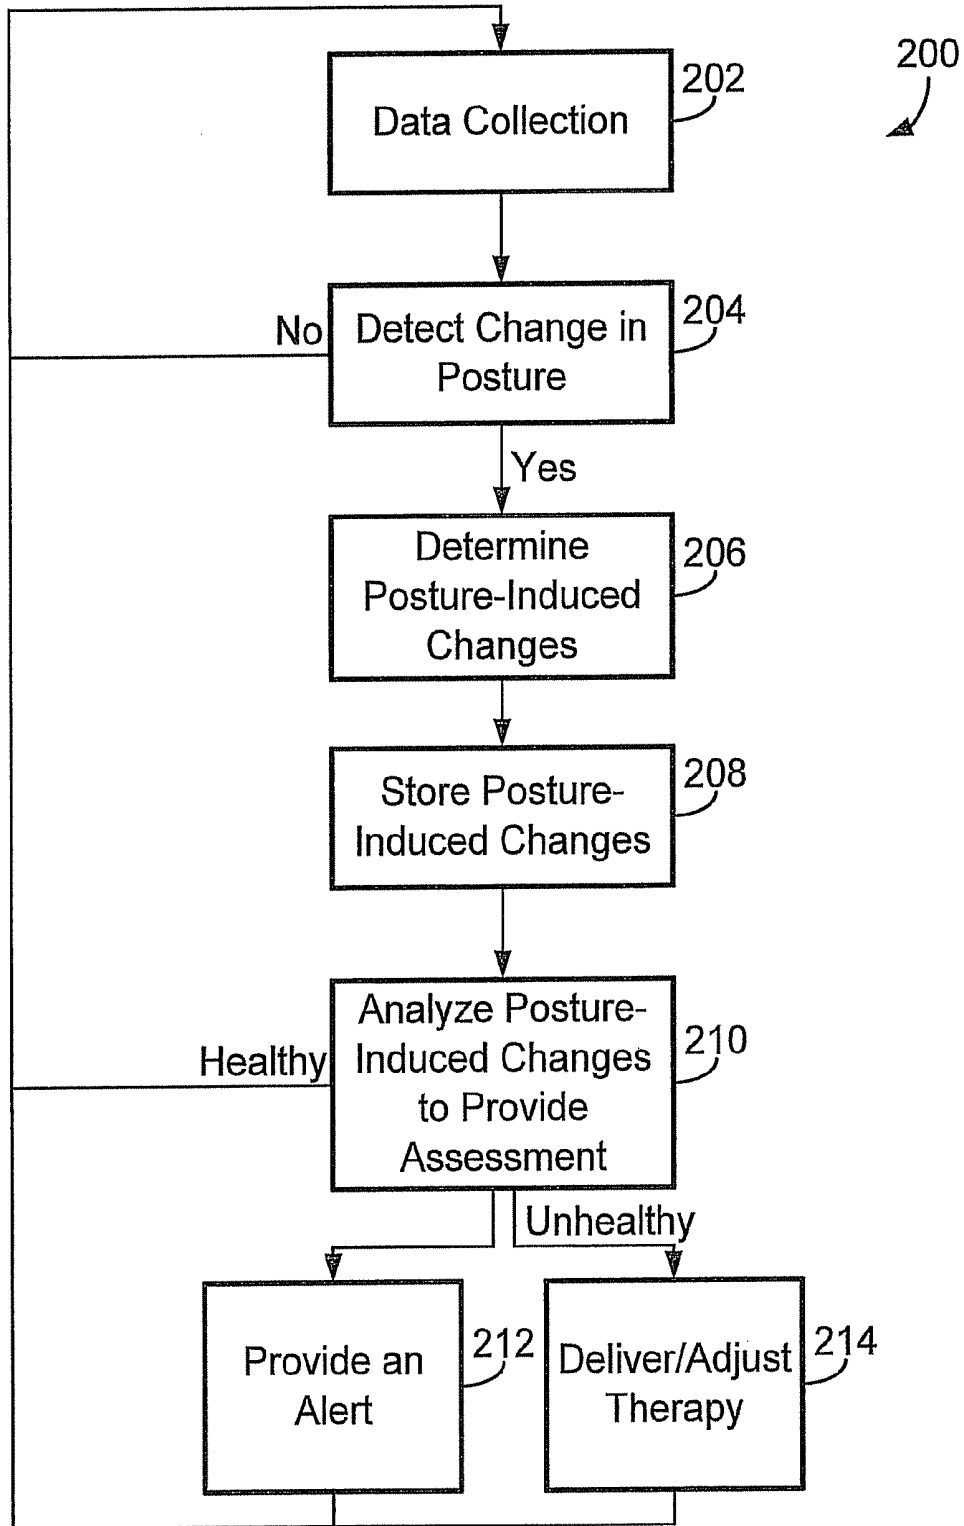 200
202
Data Collection
204
No
Detect Change in
Posture
Yes
206
Determine
Posture-Induced
Changes
208
Store Posture-
Induced Changes
210
Healthy
Analyze Posture-
Induced Changes
to Provide
Assessment
Unhealthy
212
Provide an
Alert
214
Deliver/Adjust
Therapy